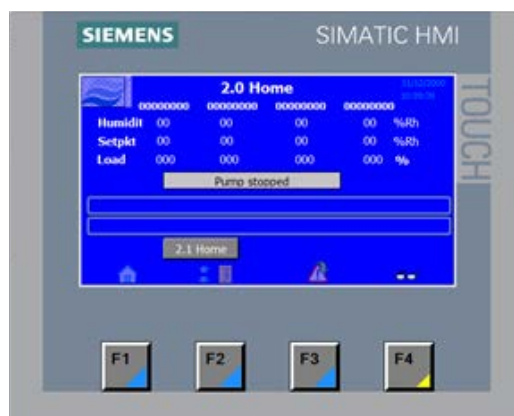 SIEMENS SIMATIC HMI
TOUCH
2.0 Home
00000000 00000000 00000000 00000000
Humidit 00 00 00 00 %Rh
Setpkt 00 00 00 00 %Rh
Load 000 000 000 000 %
Pump stopped
2.1 Home
F1 F2 F3 F4